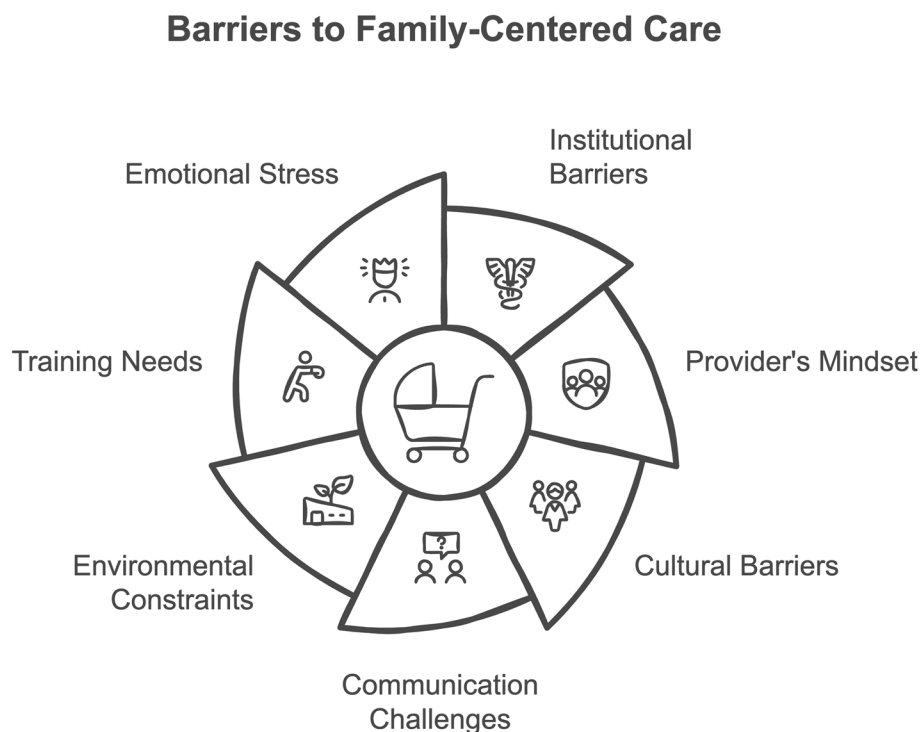 Barriers to Family-Centered Care
Institutional
Barriers
Emotional Stress
Training Needs
Provider's Mindset
?
Environmental
Constraints
Cultural Barriers
Communication
Challenges